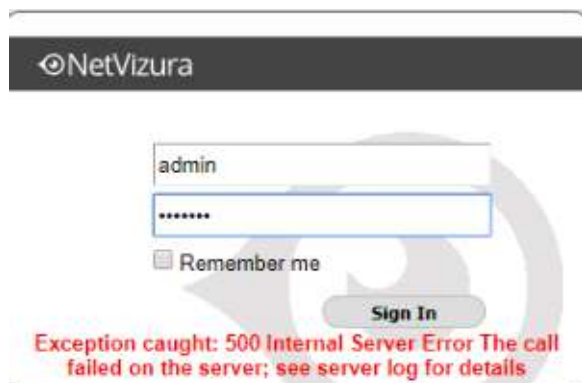 NetVizura
admin
•••••••
Remember me
Sign In
Exception caught: 500 Internal Server Error The call
failed on the server; see server log for details